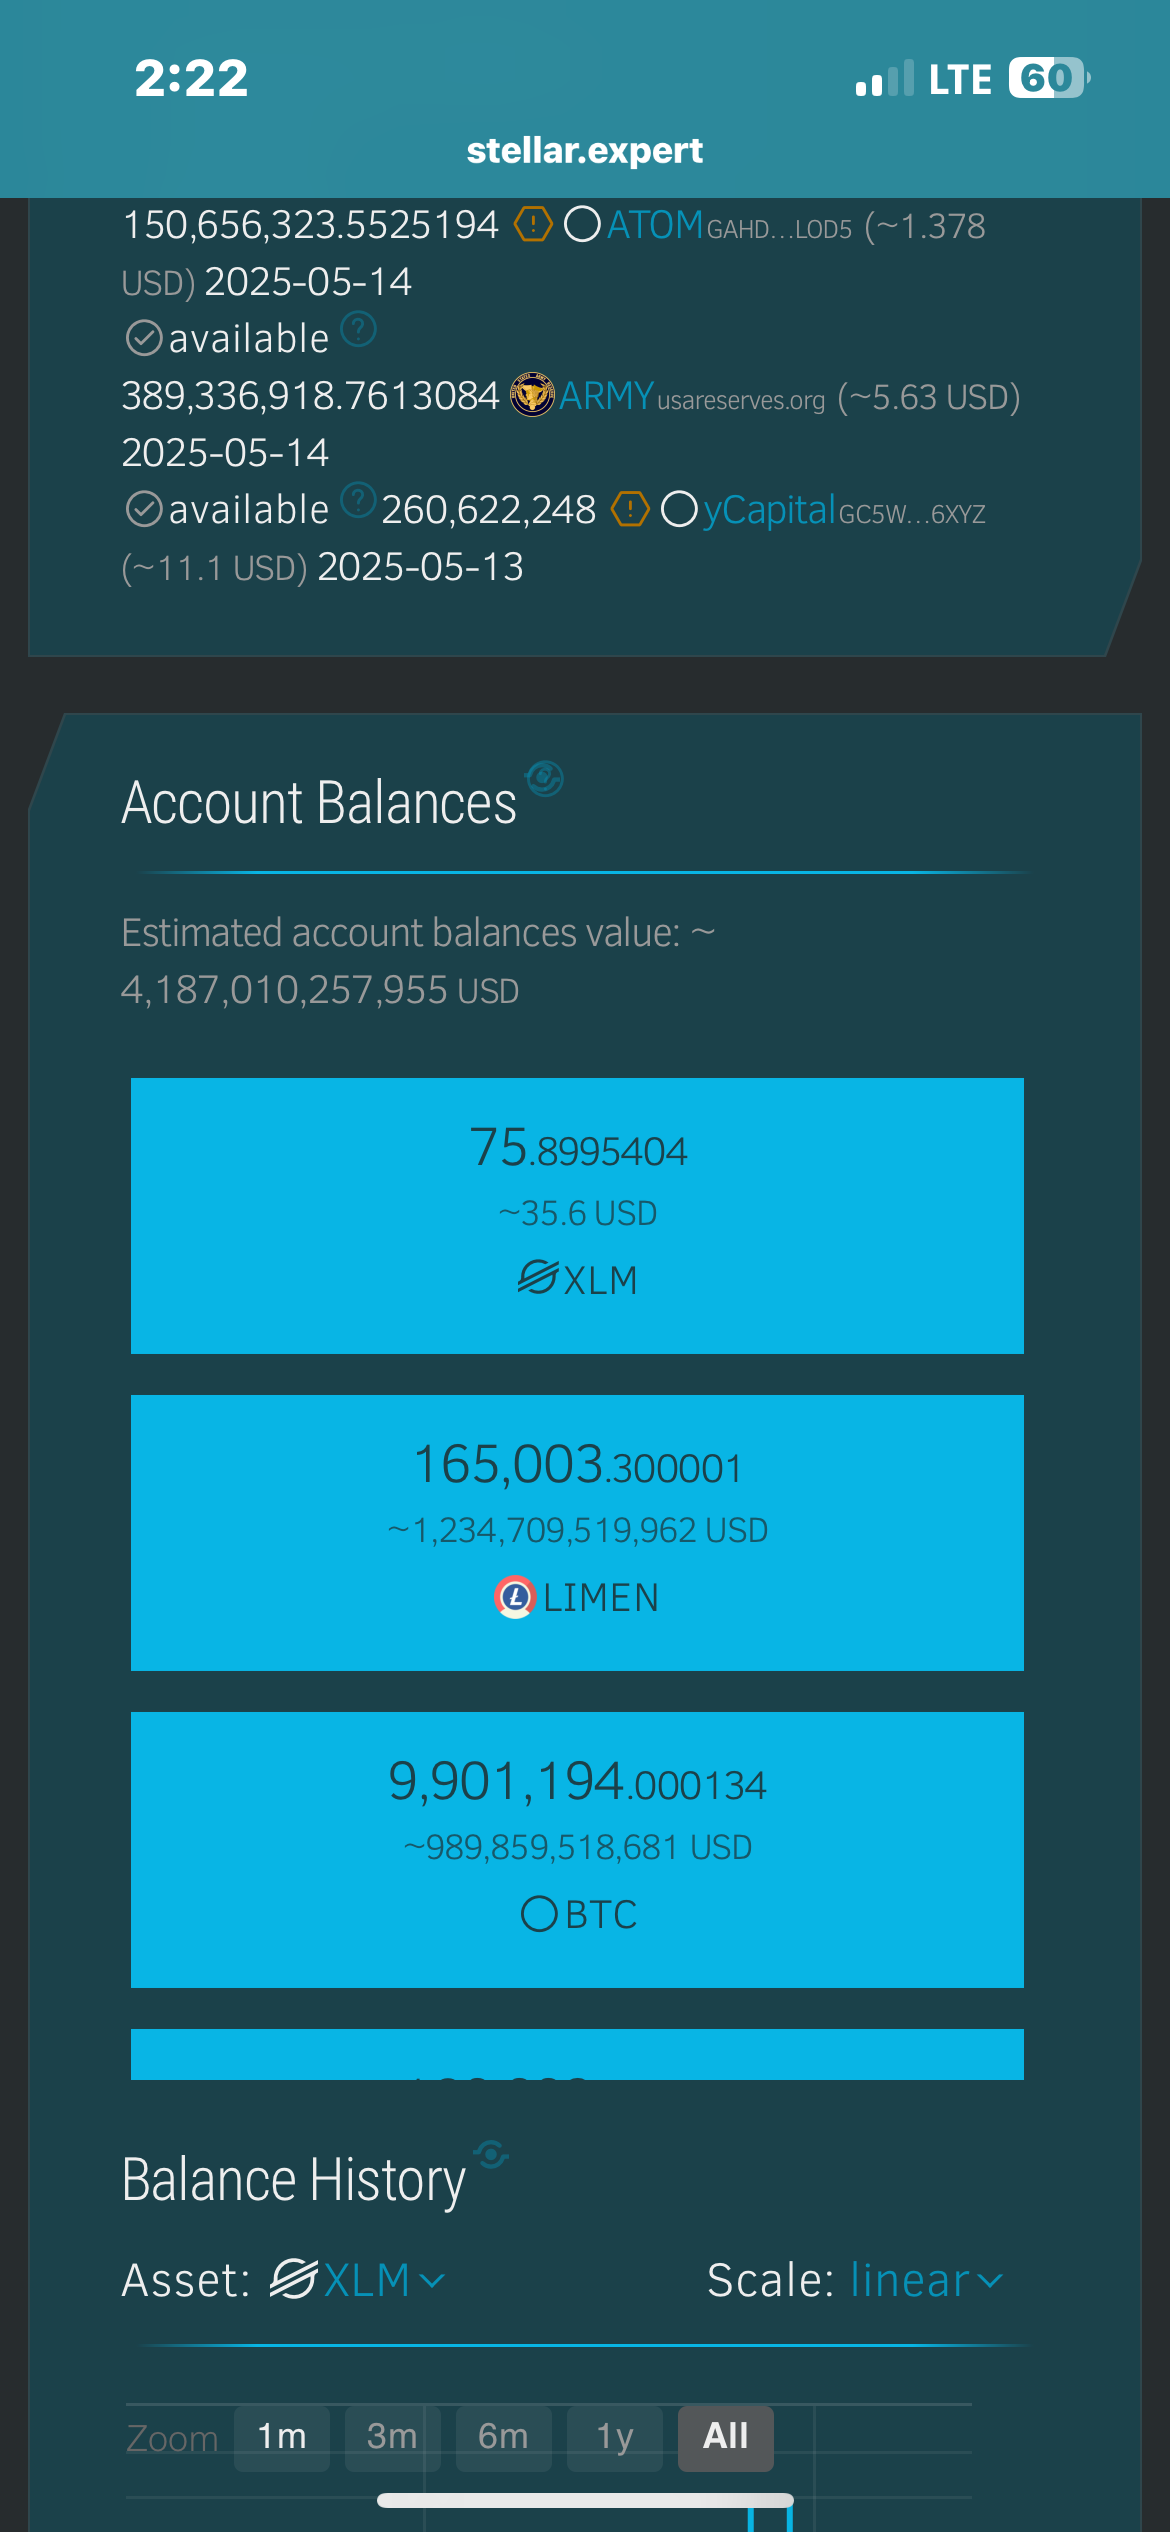 2:22
LTE 60
stellar.expert
150,656,323.5525194 ATOM GAHD...LOD5 (~1.378
USD) 2025-05-14
available
389,336,918.7613084 ARMY usareserves.org (~5.63 USD)
2025-05-14
available 260,622,248 yCapital GC5W...6XYZ
(~11.1 USD) 2025-05-13
Account Balances
Estimated account balances value: ~
4,187,010,257,955 USD
75.8995404
~35.6 USD
XLM
165,003.300001
~1,234,709,519,962 USD
LIMEN
9,901,194.000134
~989,859,518,681 USD
BTC
Balance History
Asset: XLM Scale: linear
Zoom 1m 3m 6m 1y All